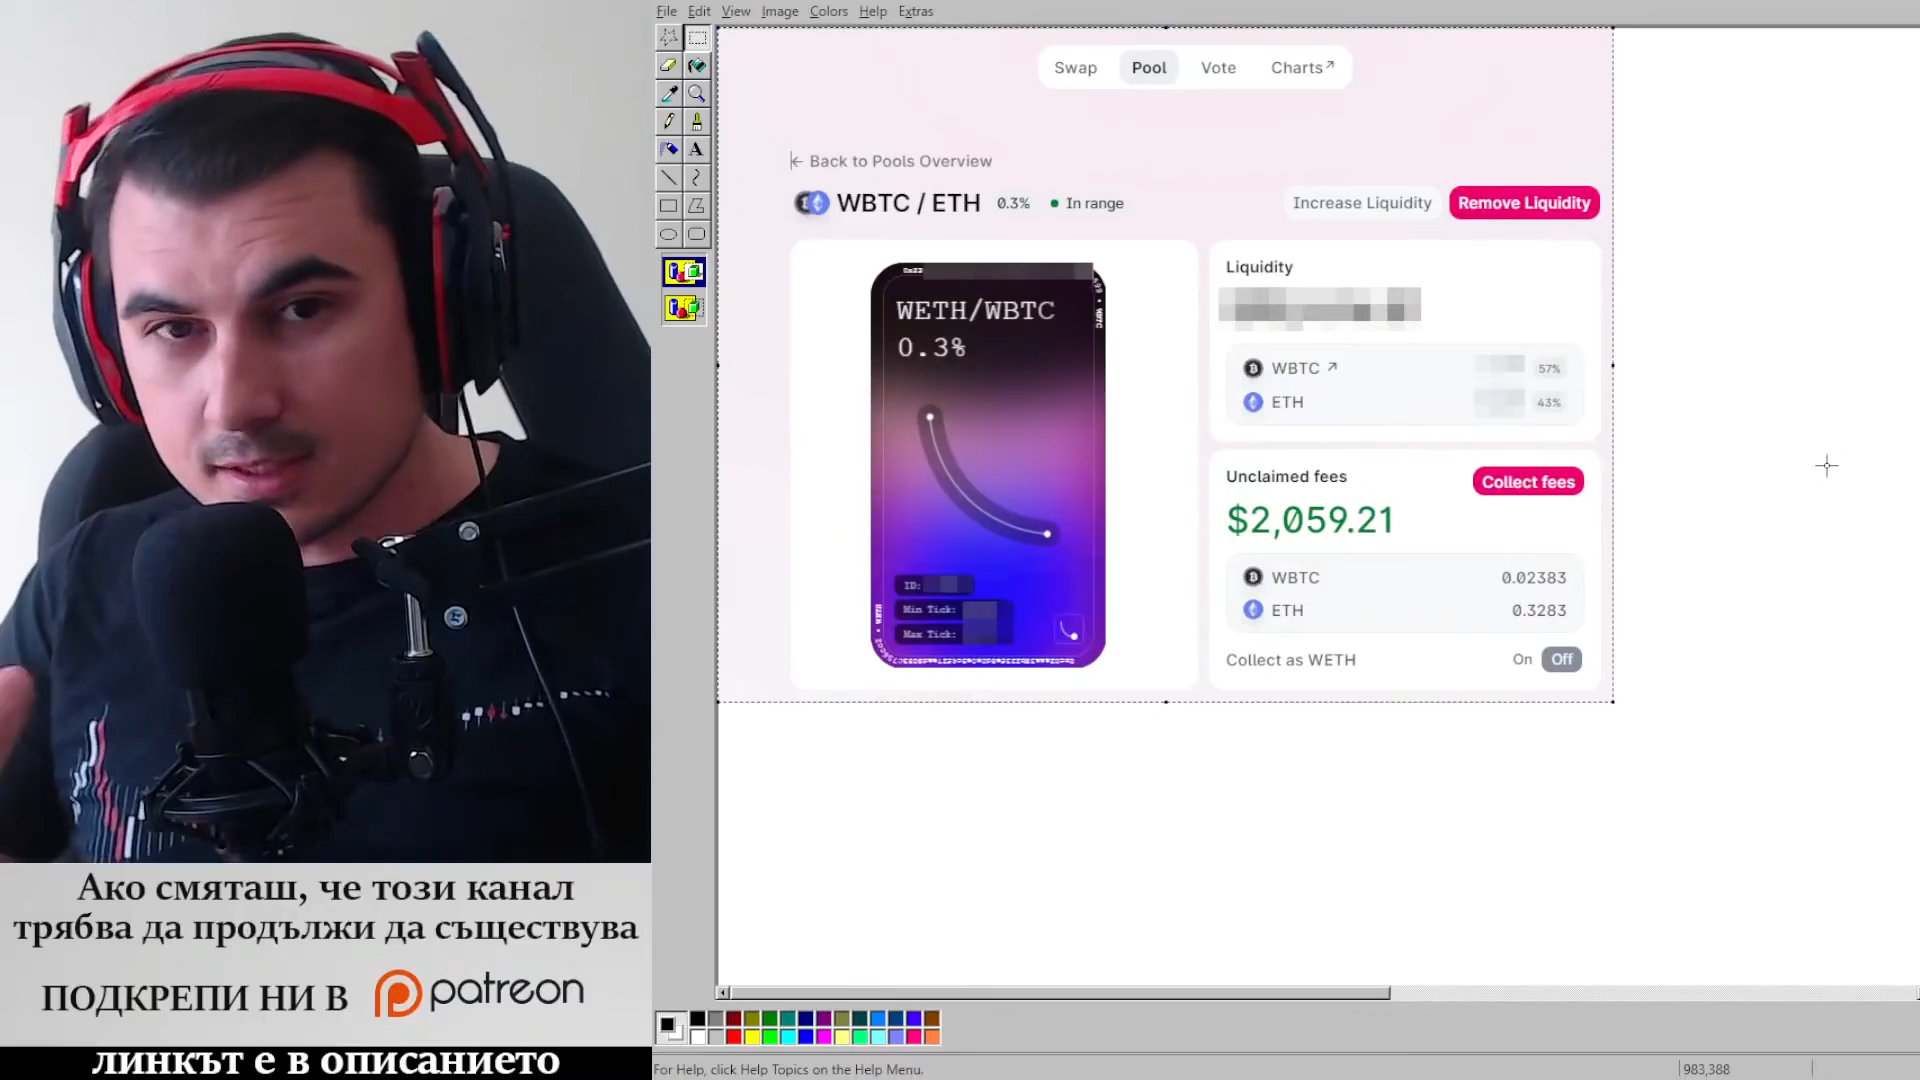 File Edit View Image Colors Help Extras
Swap Pool Vote Charts↗
← Back to Pools Overview
WBTC / ETH 0.3% In range Increase Liquidity Remove Liquidity
WETH/WBTC
0.3%
ID:
Min Tick:
Max Tick:
Liquidity
WBTC ↗ 57%
ETH 43%
Unclaimed fees Collect fees
$2,059.21
WBTC 0.02383
ETH 0.3283
Collect as WETH On Off
Ако смяташ, че този канал
трябва да продължи да съществува
ПОДКРЕПИ НИ В patreon
линкът е в описанието
For Help, click Help Topics on the Help Menu. 983,388